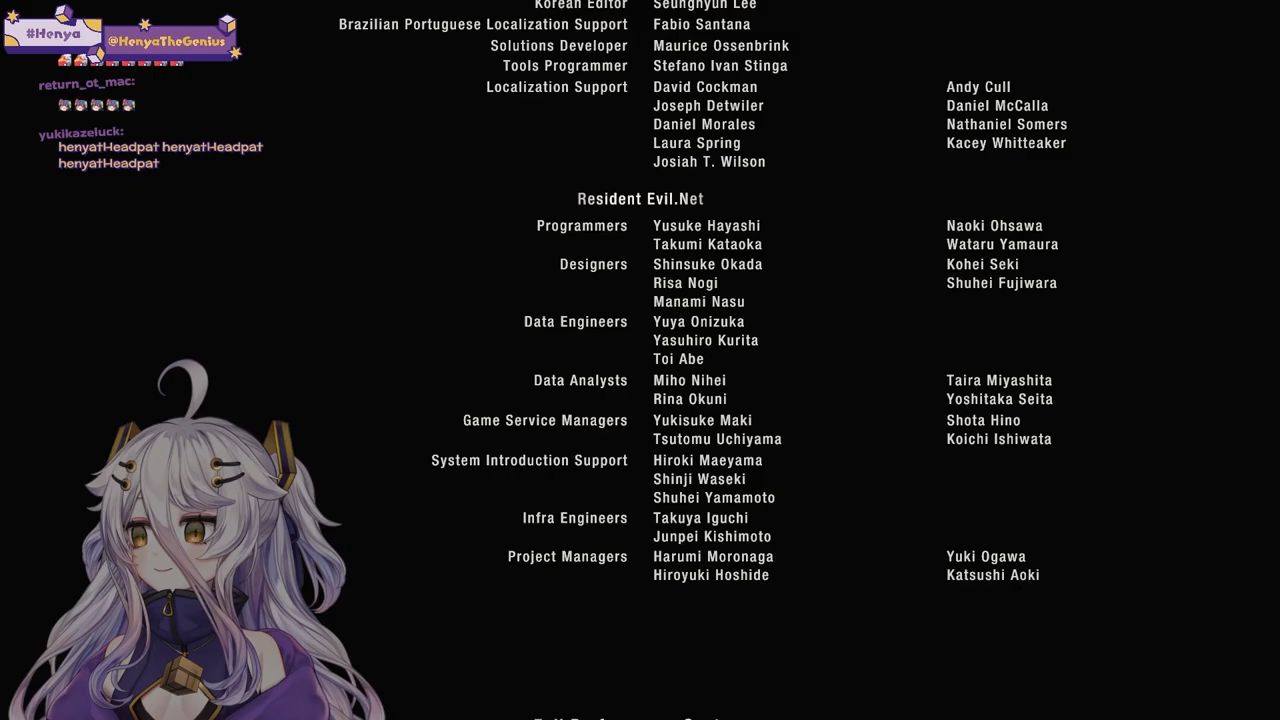 #Henya
@HenyaTheGenius
return_ot_mac:
yukikazeluck:
henyatHeadpat henyatHeadpat
henyatHeadpat
Korean Editor Seunghyun Lee
Brazilian Portuguese Localization Support Fabio Santana
Solutions Developer Maurice Ossenbrink
Tools Programmer Stefano Ivan Stinga
Localization Support David Cockman Andy Cull
Joseph Detwiler Daniel McCalla
Daniel Morales Nathaniel Somers
Laura Spring Kacey Whitteaker
Josiah T. Wilson
Resident Evil.Net
Programmers Yusuke Hayashi Naoki Ohsawa
Takumi Kataoka Wataru Yamaura
Designers Shinsuke Okada Kohei Seki
Risa Nogi Shuhei Fujiwara
Manami Nasu
Data Engineers Yuya Onizuka
Yasuhiro Kurita
Toi Abe
Data Analysts Miho Nihei Taira Miyashita
Rina Okuni Yoshitaka Seita
Game Service Managers Yukisuke Maki Shota Hino
Tsutomu Uchiyama Koichi Ishiwata
System Introduction Support Hiroki Maeyama
Shinji Waseki
Shuhei Yamamoto
Infra Engineers Takuya Iguchi
Junpei Kishimoto
Project Managers Harumi Moronaga Yuki Ogawa
Hiroyuki Hoshide Katsushi Aoki